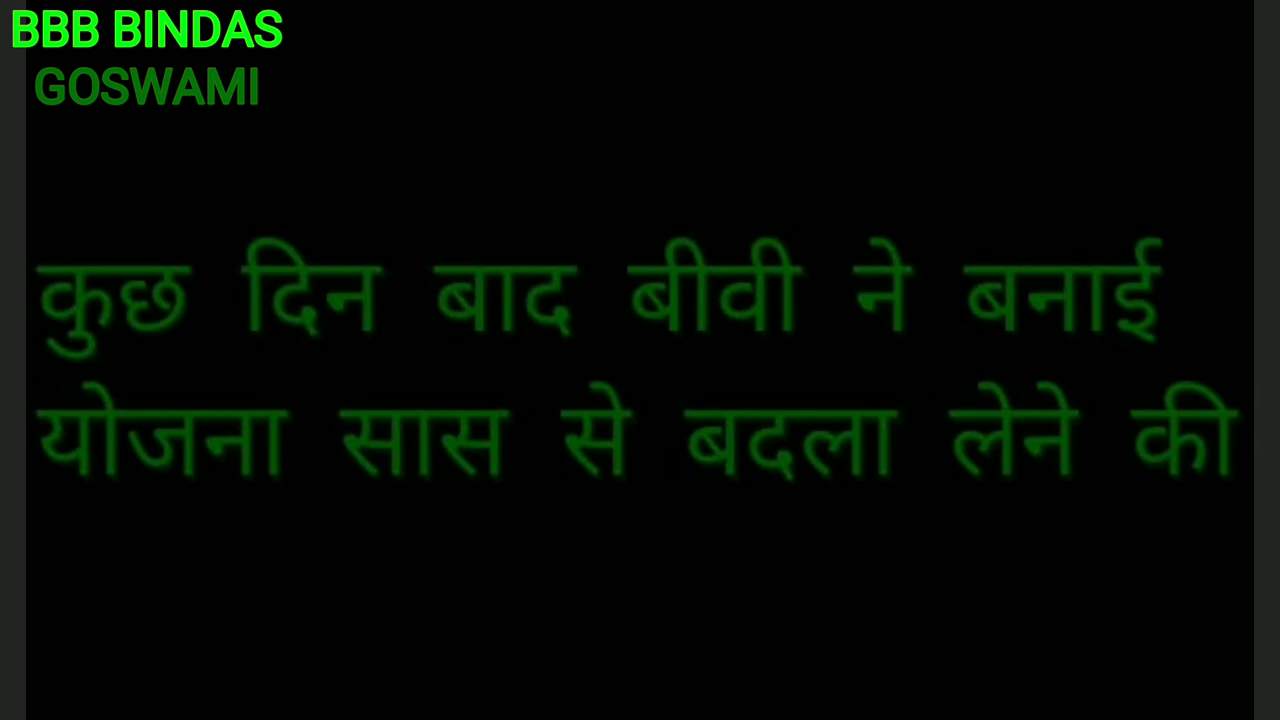 BBB BINDAS
GOSWAMI
कुछ दिन बाद बीवी ने बनाई
योजना सास से बदला लेने की